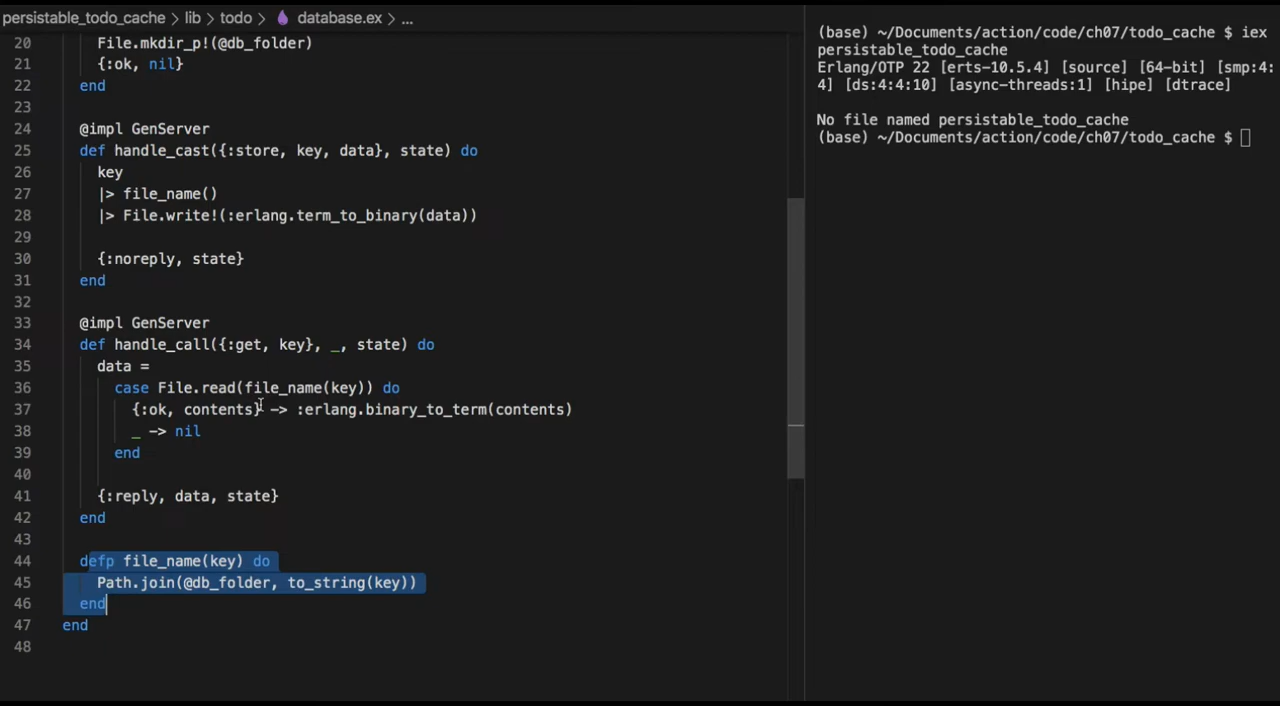 persistable_todo_cache > lib > todo > database.ex > ...
20 File.mkdir_p!(@db_folder)
21 {:ok, nil}
22 end
23
24 @impl GenServer
25 def handle_cast({:store, key, data}, state) do
26 key
27 |> file_name()
28 |> File.write!(:erlang.term_to_binary(data))
29
30 {:noreply, state}
31 end
32
33 @impl GenServer
34 def handle_call({:get, key}, _, state) do
35 data =
36 case File.read(file_name(key)) do
37 {:ok, contents} -> :erlang.binary_to_term(contents)
38 _ -> nil
39 end
40
41 {:reply, data, state}
42 end
43
44 defp file_name(key) do
45 Path.join(@db_folder, to_string(key))
46 end
47 end
48
(base) ~/Documents/action/code/ch07/todo_cache $ iex
persistable_todo_cache
Erlang/OTP 22 [erts-10.5.4] [source] [64-bit] [smp:4:
4] [ds:4:4:10] [async-threads:1] [hipe] [dtrace]

No file named persistable_todo_cache
(base) ~/Documents/action/code/ch07/todo_cache $